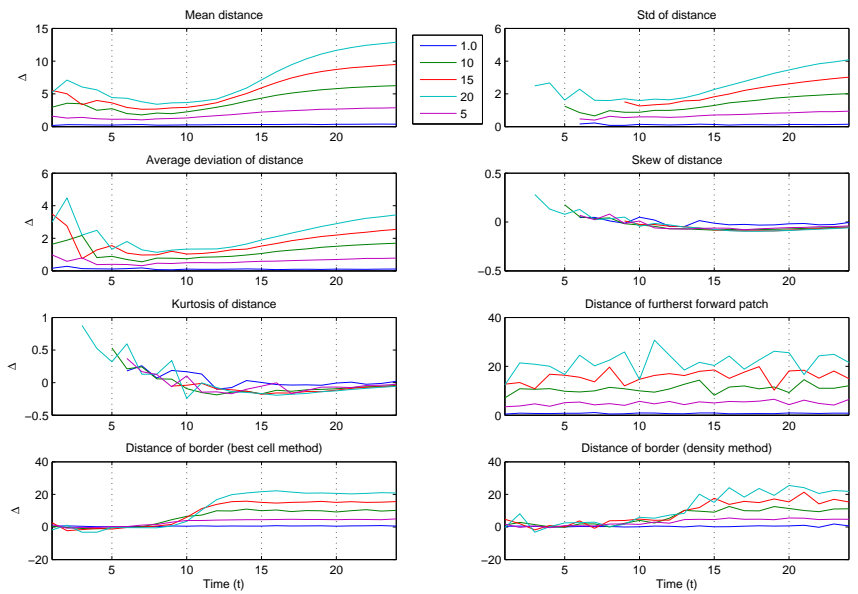 Mean distance
15
10
5
0
5 10 15 20
Δ
1.0
10
15
20
5
Std of distance
6
4
2
0
5 10 15 20
Average deviation of distance
6
4
2
0
5 10 15 20
Δ
Skew of distance
0.5
0
−0.5
5 10 15 20
Kurtosis of distance
1
0.5
0
−0.5
5 10 15 20
Δ
Distance of furtherst forward patch
40
20
0
5 10 15 20
Distance of border (best cell method)
40
20
0
−20
5 10 15 20
Δ
Time (t)
Distance of border (density method)
40
20
0
−20
5 10 15 20
Time (t)